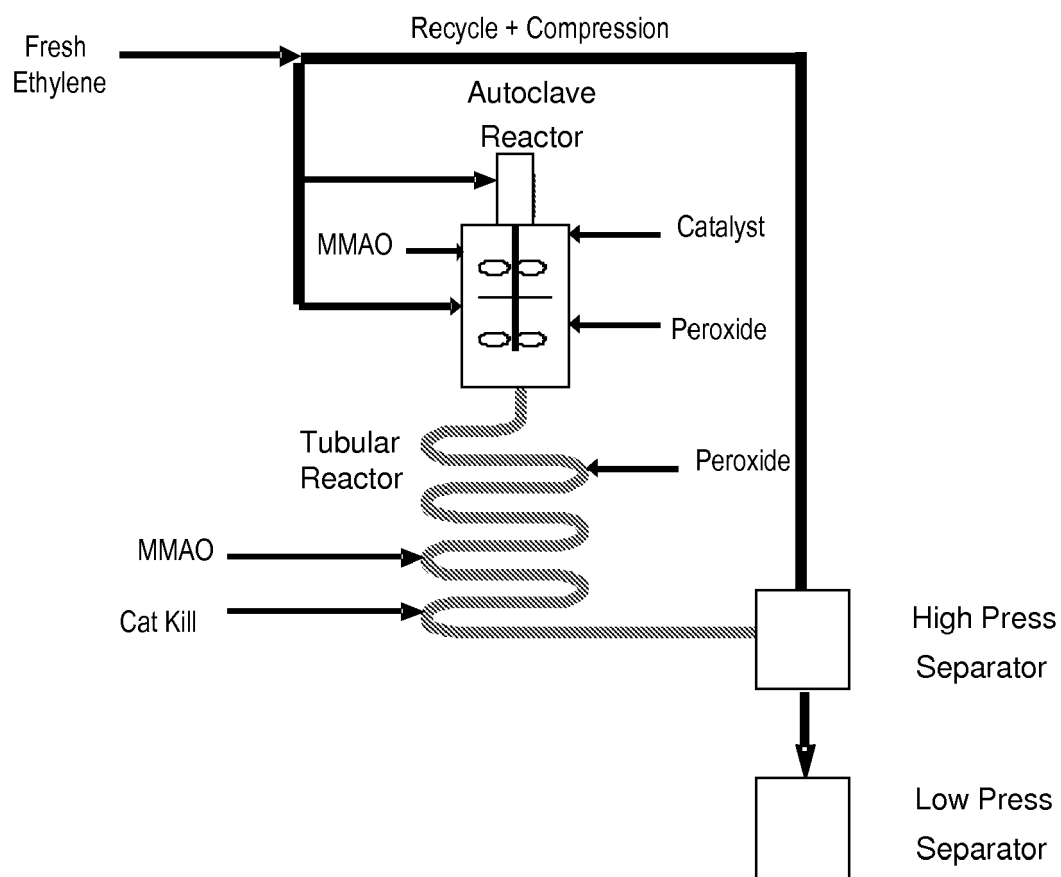 Recycle + Compression
Fresh
Ethylene
Autoclave
Reactor
MMAO
Catalyst
Peroxide
Tubular
Reactor
Peroxide
MMAO
Cat Kill
High Press
Separator
Low Press
Separator